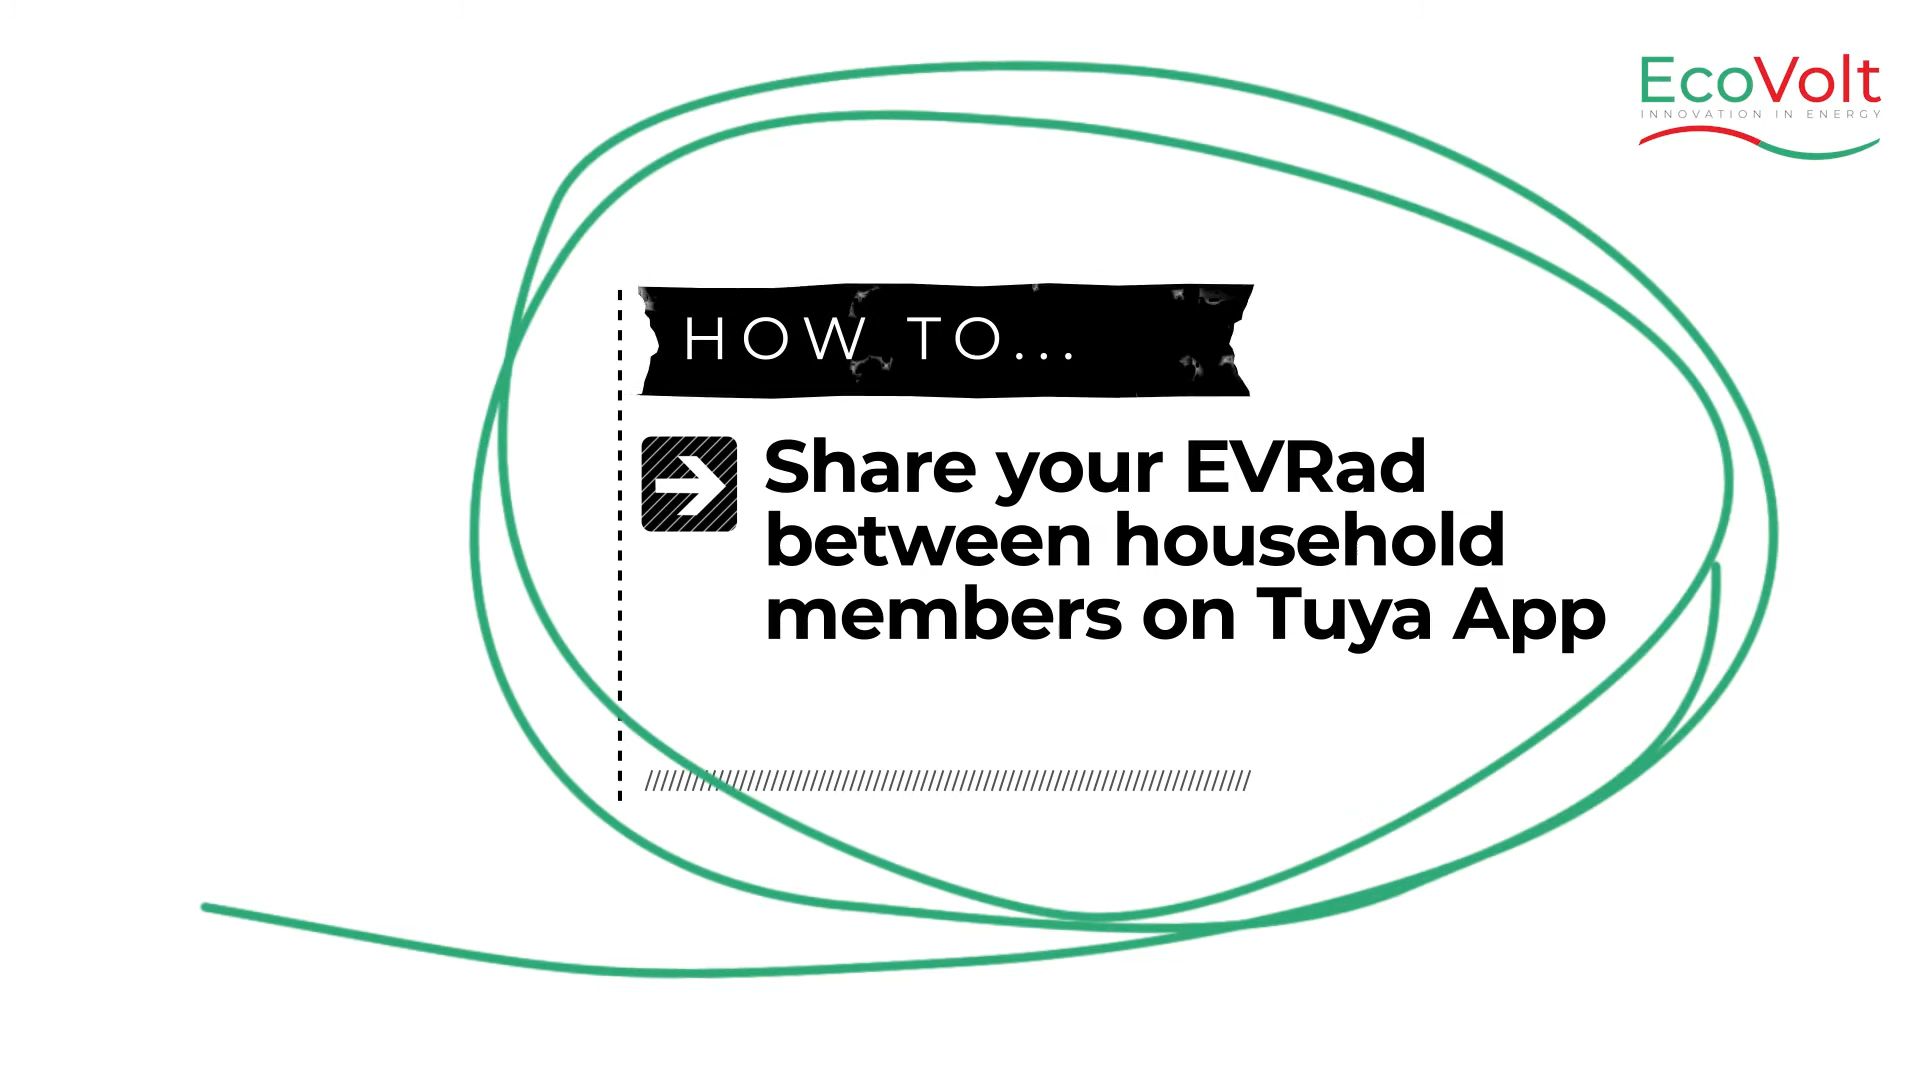 EcoVolt
INNOVATION IN ENERGY
HOW TO...
Share your EVRad
between household
members on Tuya App